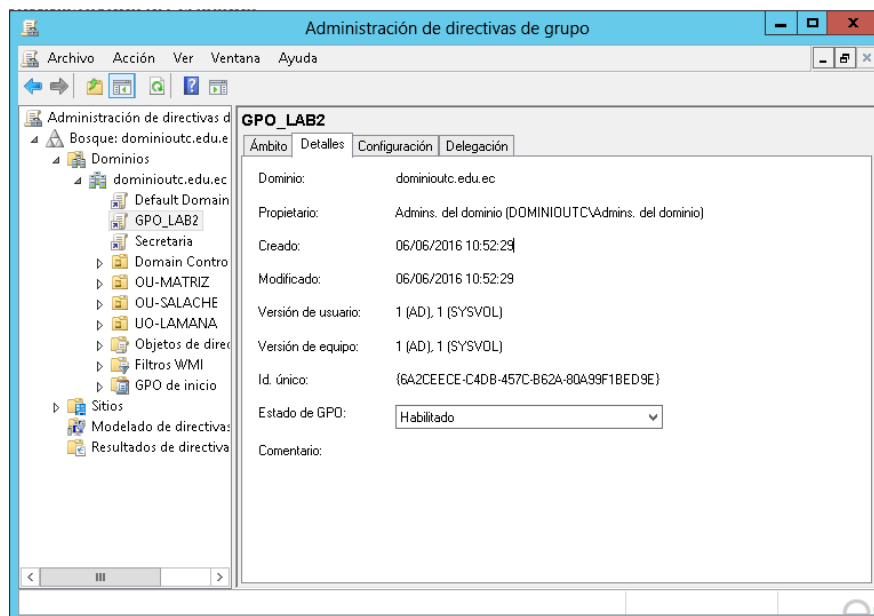 Administración de directivas de grupo
Archivo Acción Ver Ventana Ayuda
Administración de directivas d
Bosque: dominioutc.edu.e
Dominios
dominioutc.edu.ec
Default Domain
GPO_LAB2
Secretaria
Domain Contro
OU-MATRIZ
OU-SALACHE
UO-LAMANA
Objetos de direc
Filtros WMI
GPO de inicio
Sitios
Modelado de directivas
Resultados de directiva
GPO_LAB2
Ámbito Detalles Configuración Delegación
Dominio: dominioutc.edu.ec
Propietario: Admins. del dominio (DOMINIOUTC\Admins. del dominio)
Creado: 06/06/2016 10:52:29
Modificado: 06/06/2016 10:52:29
Versión de usuario: 1 (AD), 1 (SYSVOL)
Versión de equipo: 1 (AD), 1 (SYSVOL)
Id. único: {6A2CEECE-C4DB-457C-B62A-80A99F1BED9E}
Estado de GPO: Habilitado
Comentario: